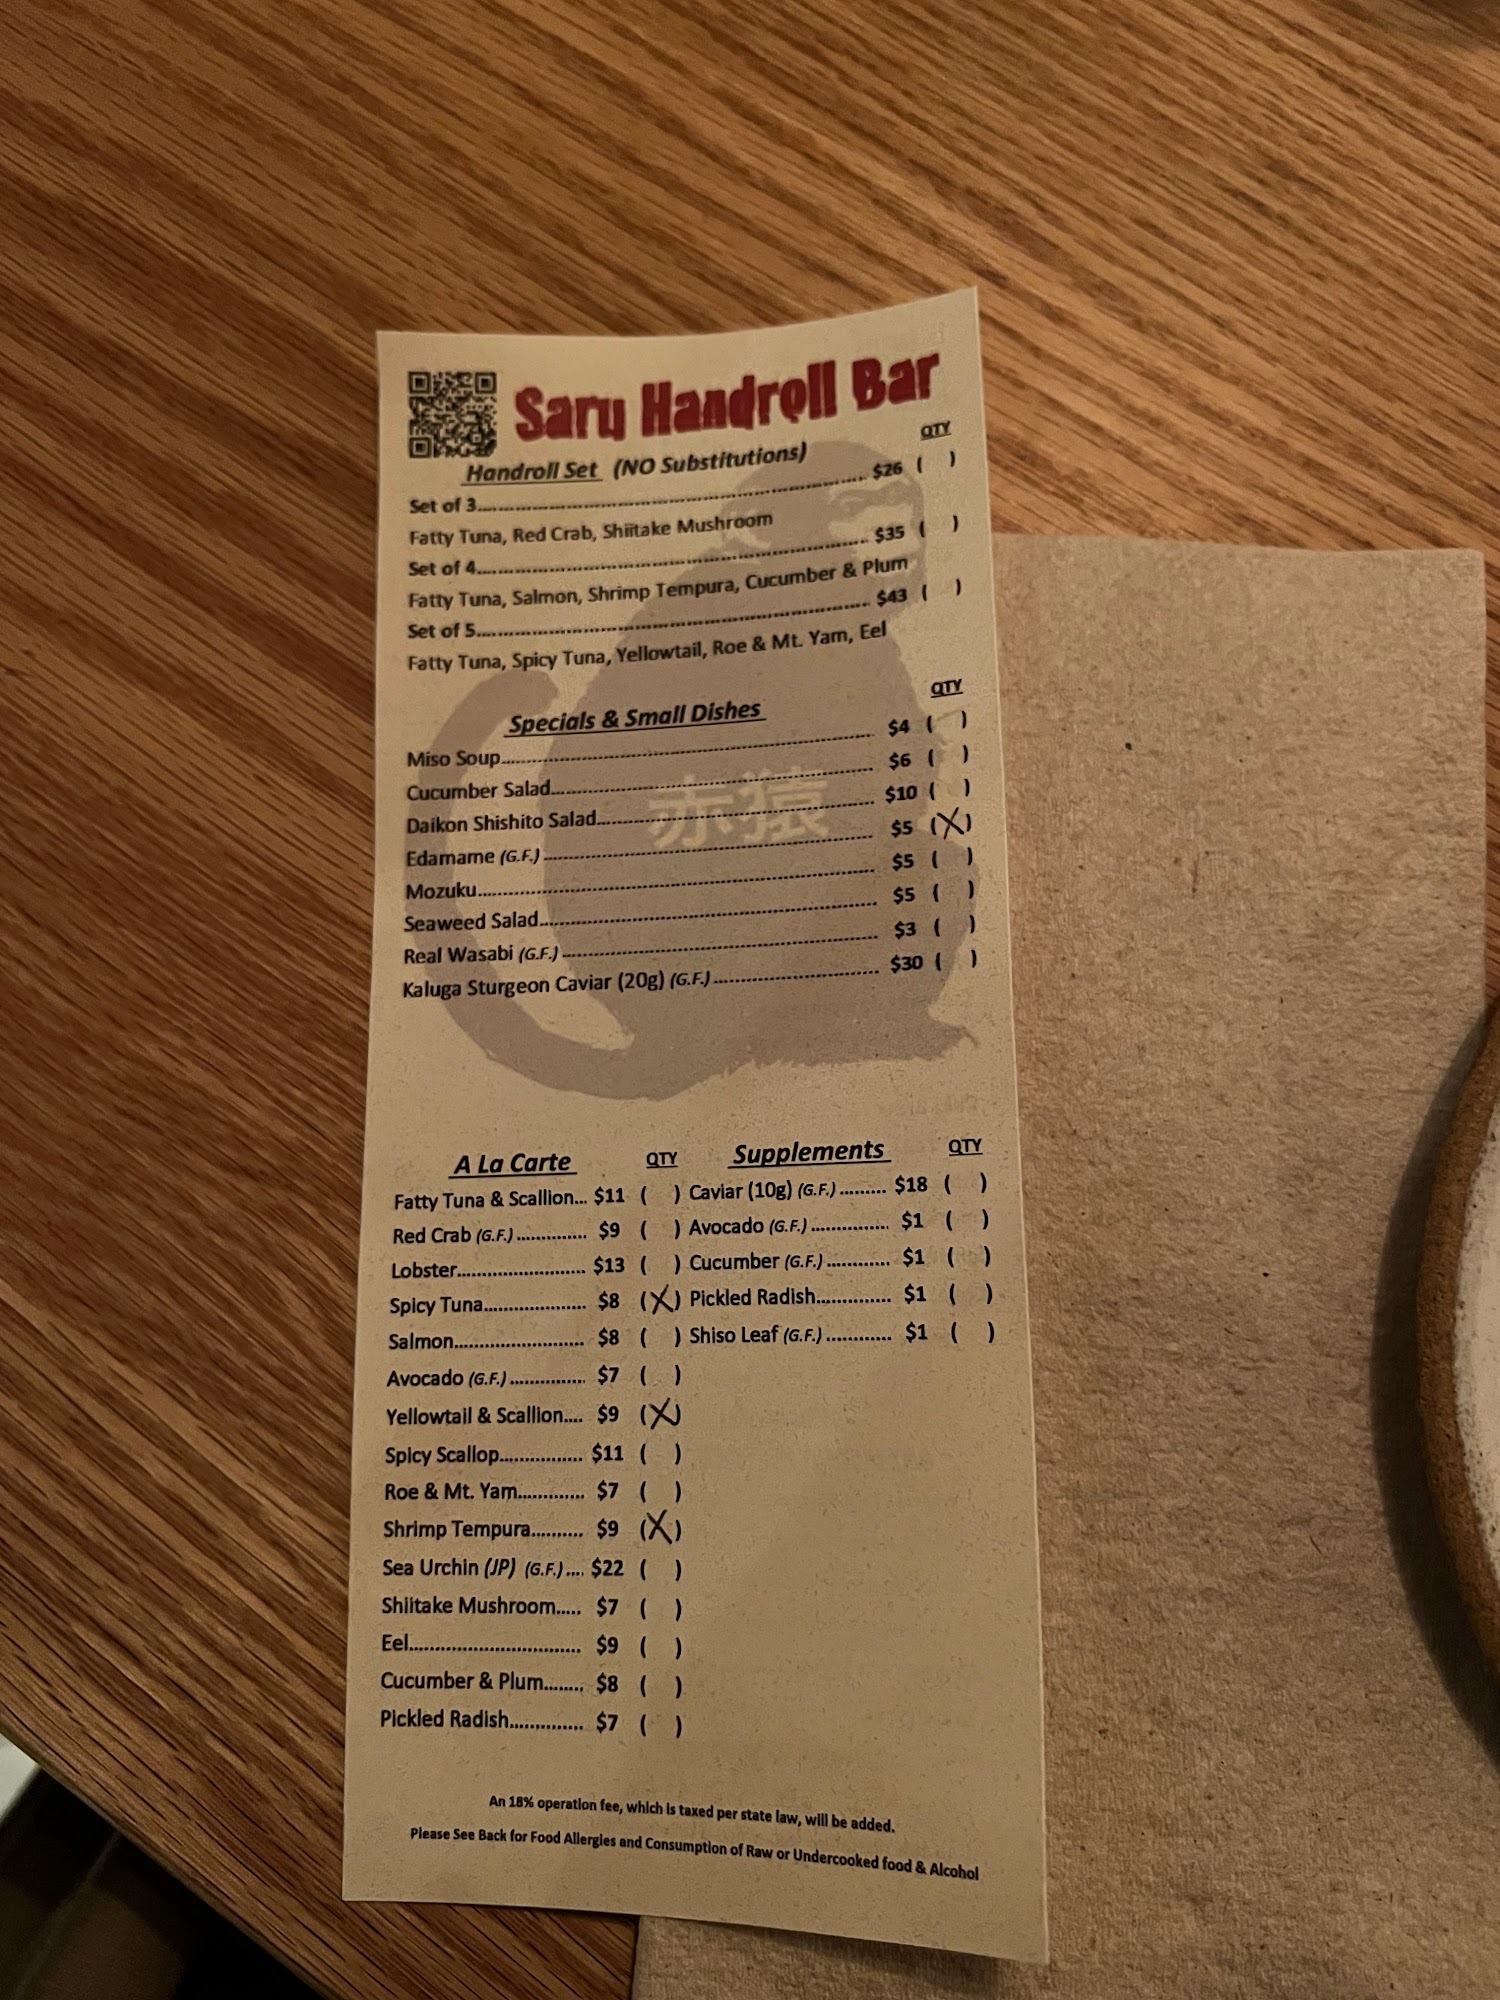 Saru Handroll Bar
QTY
Handroll Set (NO Substitutions)
Set of 3 $26 ( )
Fatty Tuna, Red Crab, Shiitake Mushroom
Set of 4 $35 ( )
Fatty Tuna, Salmon, Shrimp Tempura, Cucumber & Plum
Set of 5 $43 ( )
Fatty Tuna, Spicy Tuna, Yellowtail, Roe & Mt. Yam, Eel
Specials & Small Dishes QTY
Miso Soup $4 ( )
Cucumber Salad $6 ( )
Daikon Shishito Salad $10 ( )
Edamame (G.F.) $5 (X)
Mozuku $5 ( )
Seaweed Salad $5 ( )
Real Wasabi (G.F.) $3 ( )
Kaluga Sturgeon Caviar (20g) (G.F.) $30 ( )
赤猿
A La Carte QTY
Fatty Tuna & Scallion... $11 ( )
Red Crab (G.F.) $9 ( )
Lobster $13 ( )
Spicy Tuna $8 (X)
Salmon $8 ( )
Avocado (G.F.) $7 ( )
Yellowtail & Scallion.... $9 (X)
Spicy Scallop $11 ( )
Roe & Mt. Yam $7 ( )
Shrimp Tempura $9 (X)
Sea Urchin (JP) (G.F.).... $22 ( )
Shiitake Mushroom..... $7 ( )
Eel $9 ( )
Cucumber & Plum $8 ( )
Pickled Radish $7 ( )
Supplements QTY
Caviar (10g) (G.F.) $18 ( )
Avocado (G.F.) $1 ( )
Cucumber (G.F.) $1 ( )
Pickled Radish $1 ( )
Shiso Leaf (G.F.) $1 ( )
An 18% operation fee, which is taxed per state law, will be added.
Please See Back for Food Allergies and Consumption of Raw or Undercooked food & Alcohol